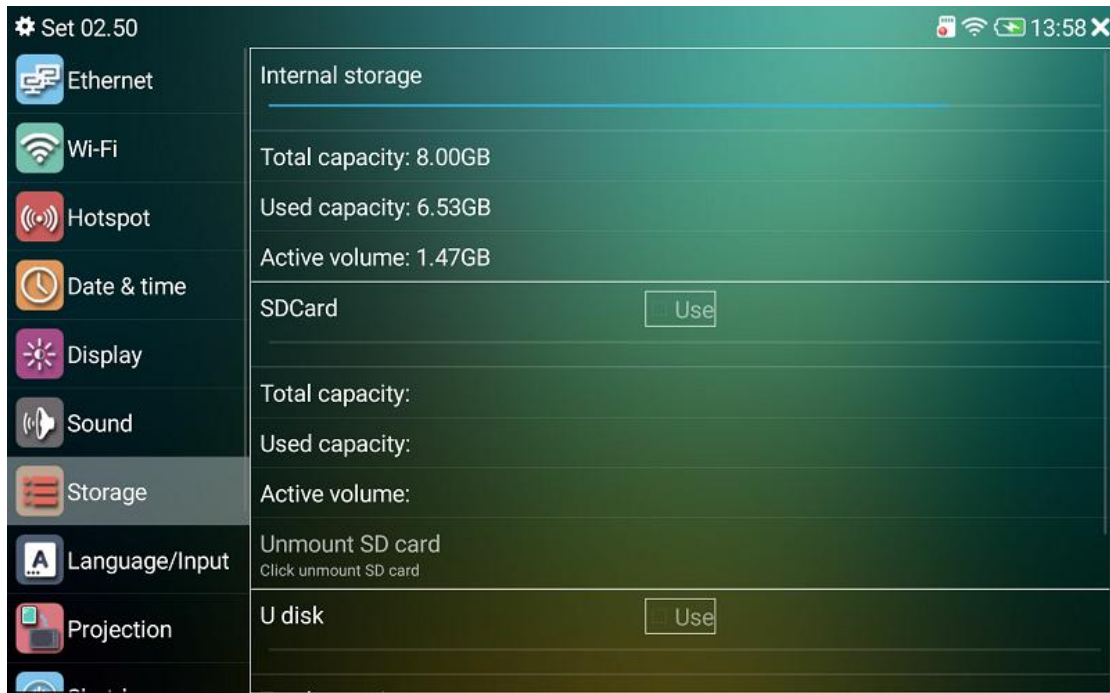 Set 02.50
13:58
Ethernet
Wi-Fi
Hotspot
Date & time
Display
Sound
Storage
Language/Input
Projection
Internal storage
Total capacity: 8.00GB
Used capacity: 6.53GB
Active volume: 1.47GB
SDCard
Use
Total capacity:
Used capacity:
Active volume:
Unmount SD card
Click unmount SD card
U disk
Use